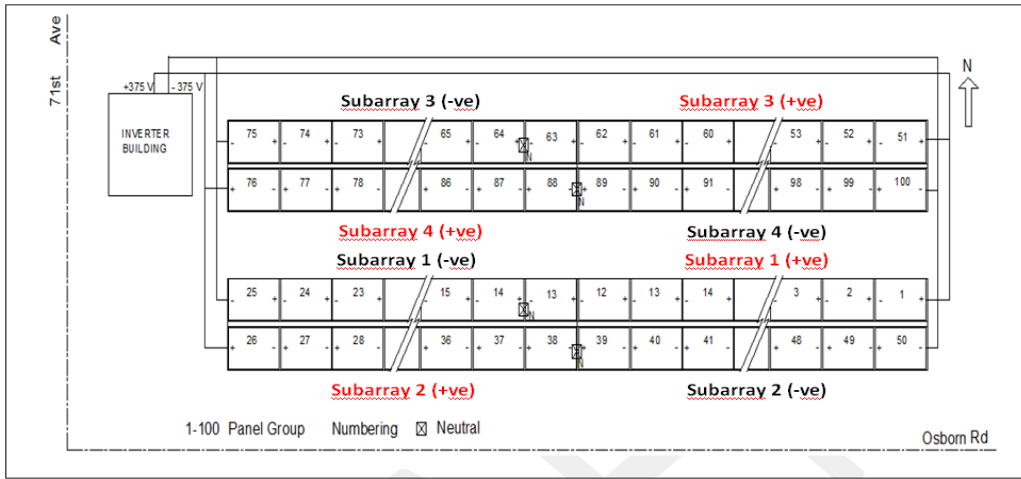 71st Ave
N
+375 V - 375 V
INVERTER
BUILDING
Subarray 3 (-ve) Subarray 3 (+ve)
75 74 73 65 64 63 62 61 60 53 52 51
- + - + - + - + - + - + - + - + - + - + - + - +
N
76 77 78 86 87 88 89 90 91 98 99 100
+ - + - + - + - + - + - + - + - + - + - + - + -
N
Subarray 4 (+ve) Subarray 4 (-ve)
Subarray 1 (-ve) Subarray 1 (+ve)
25 24 23 15 14 13 12 13 14 3 2 1
- + - + - + - + - + - + - + - + - + - + - + - +
N
26 27 28 36 37 38 39 40 41 48 49 50
+ - + - + - + - + - + - + - + - + - + - + - + -
N
Subarray 2 (+ve) Subarray 2 (-ve)
1-100 Panel Group Numbering Neutral
Osborn Rd